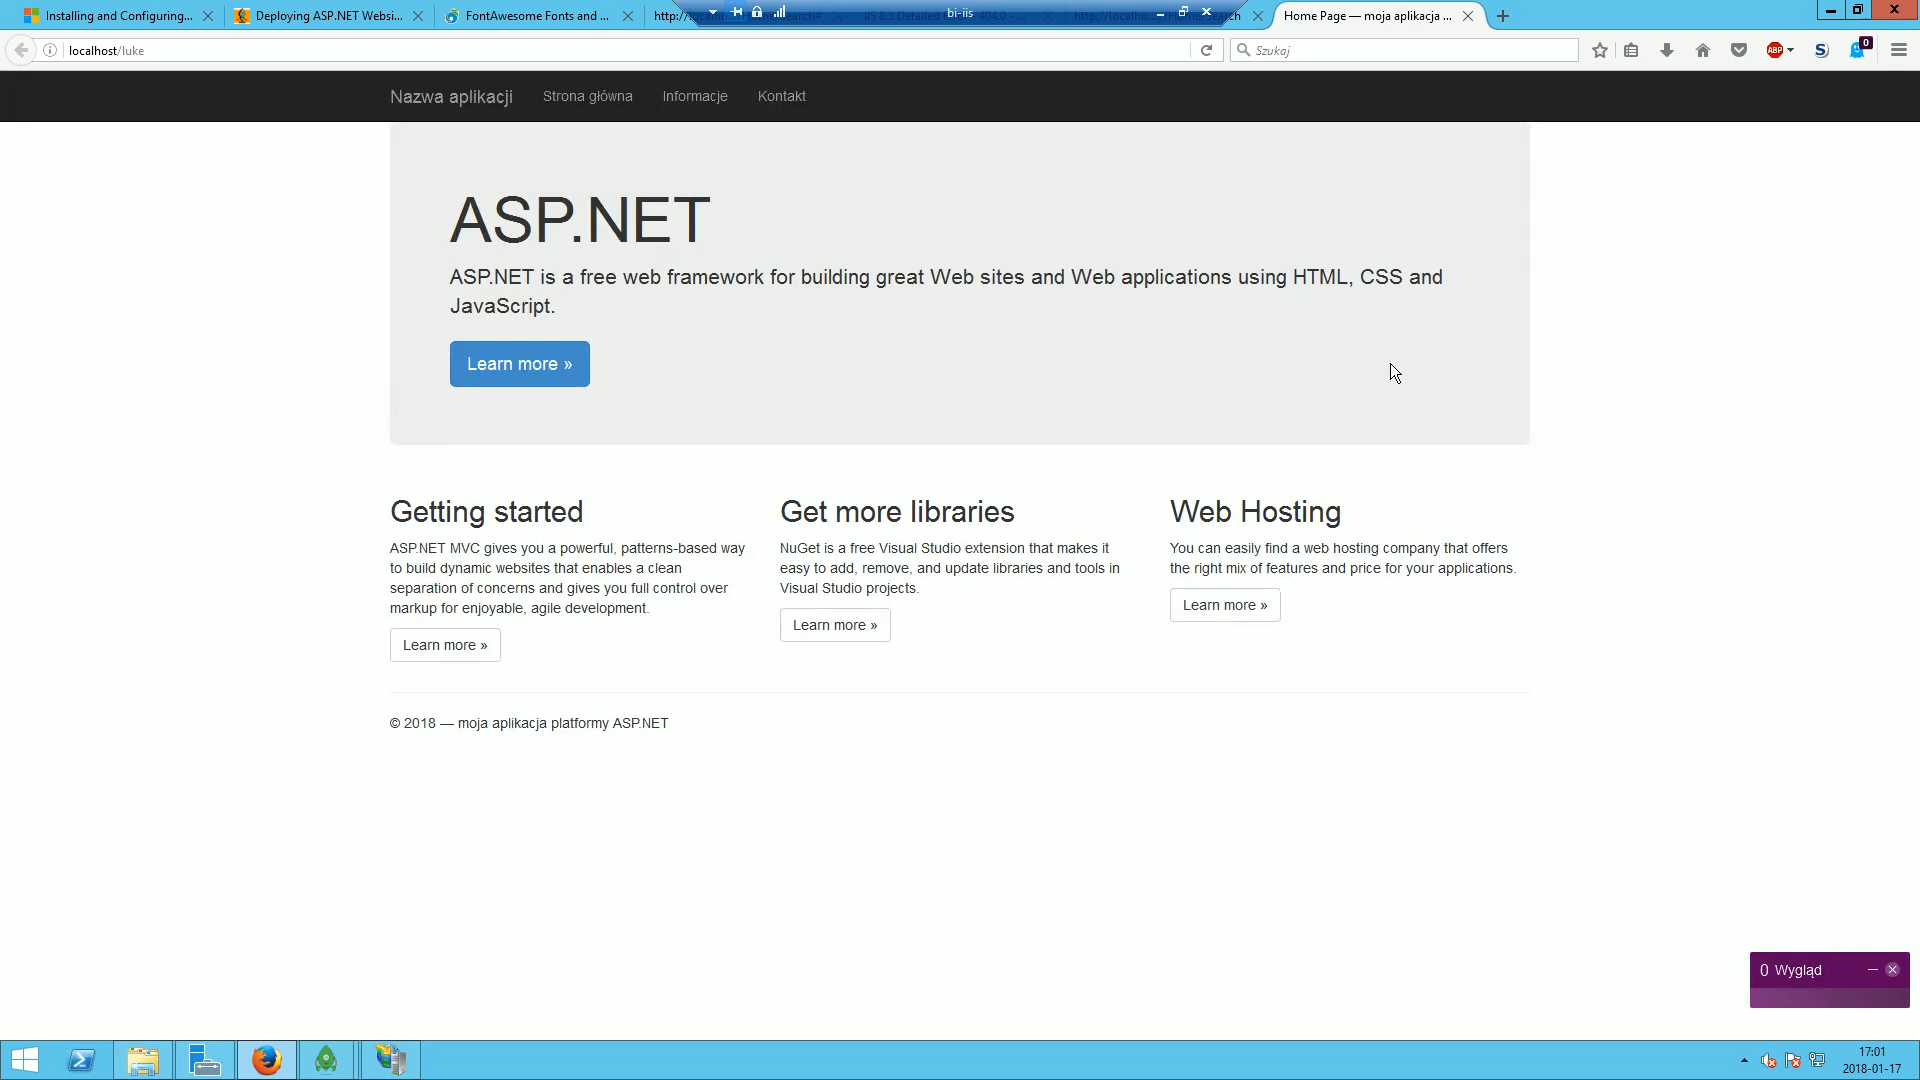 Installing and Configuring...
Deploying ASP.NET Websi...
FontAwesome Fonts and ...
bi-iis
Home Page — moja aplikacja ...
localhost/luke
Szukaj
ABP
S
0
Nazwa aplikacji
Strona główna
Informacje
Kontakt
ASP.NET
ASP.NET is a free web framework for building great Web sites and Web applications using HTML, CSS and
JavaScript.
Learn more »
Getting started
ASP.NET MVC gives you a powerful, patterns-based way
to build dynamic websites that enables a clean
separation of concerns and gives you full control over
markup for enjoyable, agile development.
Learn more »
Get more libraries
NuGet is a free Visual Studio extension that makes it
easy to add, remove, and update libraries and tools in
Visual Studio projects.
Learn more »
Web Hosting
You can easily find a web hosting company that offers
the right mix of features and price for your applications.
Learn more »
© 2018 — moja aplikacja platformy ASP.NET
0 Wygląd
17:01
2018-01-17